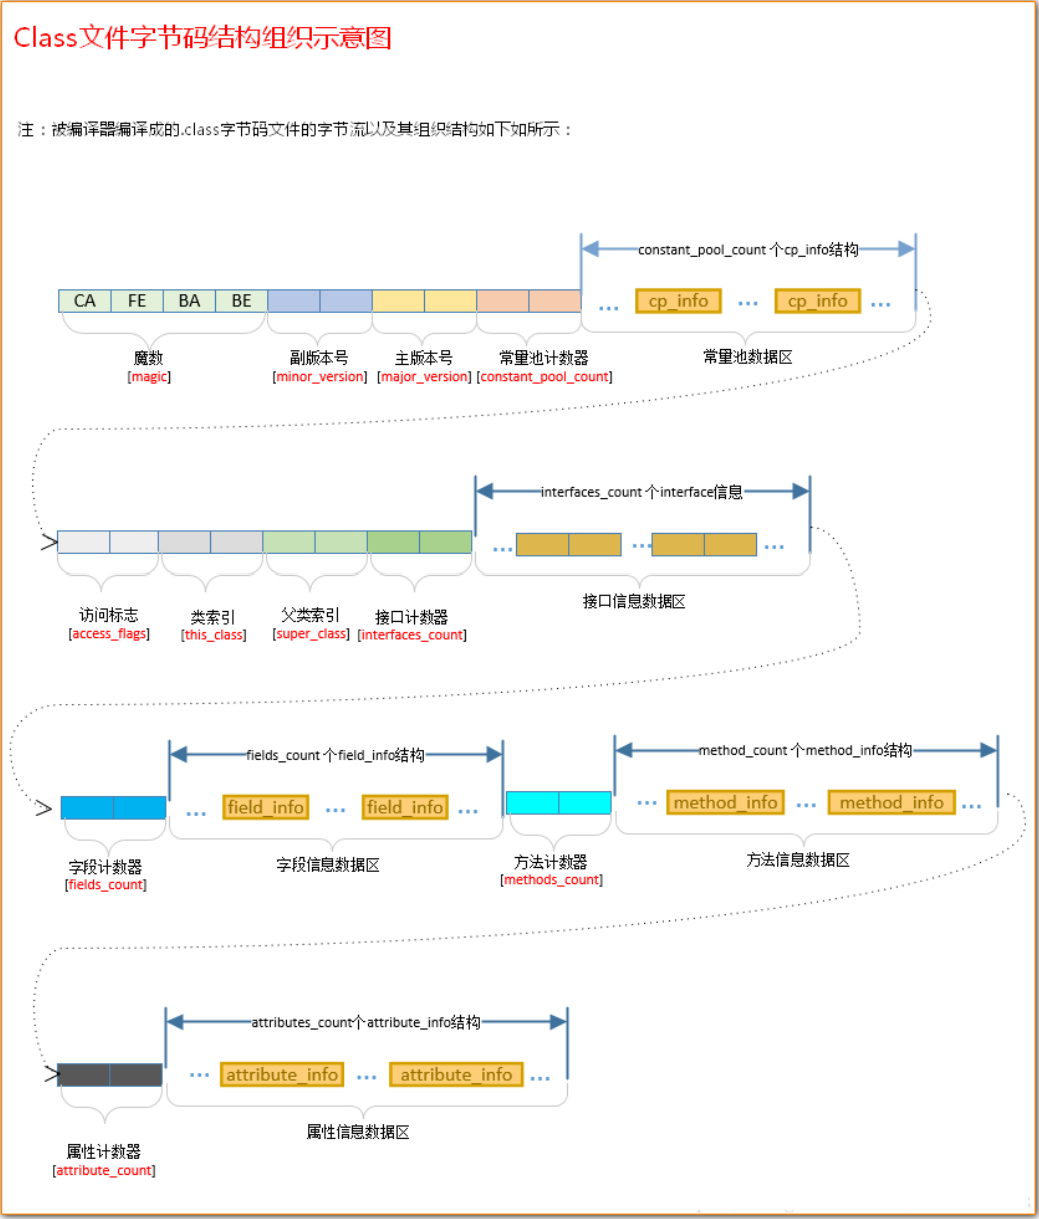 Class文件字节码结构组织示意图
注：被编译器编译成的.class字节码文件的字节流以及其组织结构如下如所示：
constant_pool_count 个cp_info结构
CA FE BA BE ... cp_info ... cp_info ...
魔数 副版本号 主版本号 常量池计数器 常量池数据区
[magic] [minor_version] [major_version] [constant_pool_count]
interfaces_count 个interface信息
... ... ...
访问标志 类索引 父类索引 接口计数器 接口信息数据区
[access_flags] [this_class] [super_class] [interfaces_count]
fields_count 个field_info结构 method_count 个method_info结构
... field_info ... field_info ... ... method_info ... method_info ...
字段计数器 字段信息数据区 方法计数器 方法信息数据区
[fields_count] [methods_count]
attributes_count个attribute_info结构
... attribute_info ... attribute_info ...
属性计数器 属性信息数据区
[attribute_count]